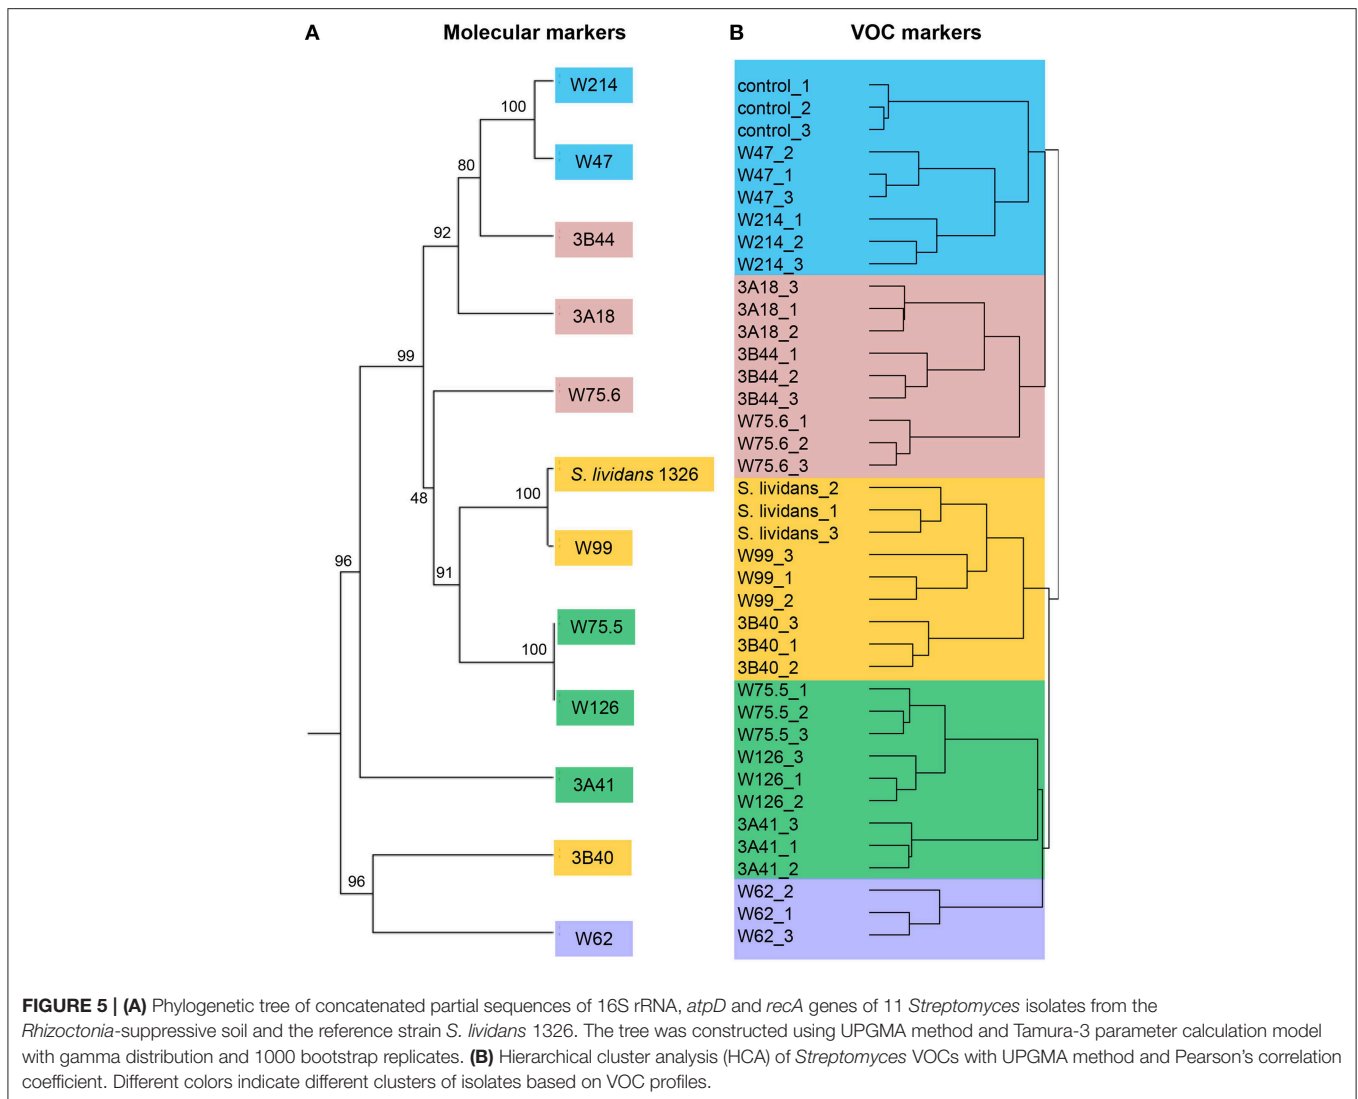 A Molecular markers
W214
100
W47
80
3B44
92
3A18
99
W75.6
48
S. lividans 1326
100
W99
96
91
W75.5
100
W126
3A41
3B40
96
W62
B VOC markers
control_1
control_2
control_3
W47_2
W47_1
W47_3
W214_1
W214_2
W214_3
3A18_3
3A18_1
3A18_2
3B44_1
3B44_2
3B44_3
W75.6_1
W75.6_2
W75.6_3
S. lividans_2
S. lividans_1
S. lividans_3
W99_3
W99_1
W99_2
3B40_3
3B40_1
3B40_2
W75.5_1
W75.5_2
W75.5_3
W126_3
W126_1
W126_2
3A41_3
3A41_1
3A41_2
W62_2
W62_1
W62_3
FIGURE 5 | (A) Phylogenetic tree of concatenated partial sequences of 16S rRNA, atpD and recA genes of 11 Streptomyces isolates from the
Rhizoctonia-suppressive soil and the reference strain S. lividans 1326. The tree was constructed using UPGMA method and Tamura-3 parameter calculation model
with gamma distribution and 1000 bootstrap replicates. (B) Hierarchical cluster analysis (HCA) of Streptomyces VOCs with UPGMA method and Pearson's correlation
coefficient. Different colors indicate different clusters of isolates based on VOC profiles.